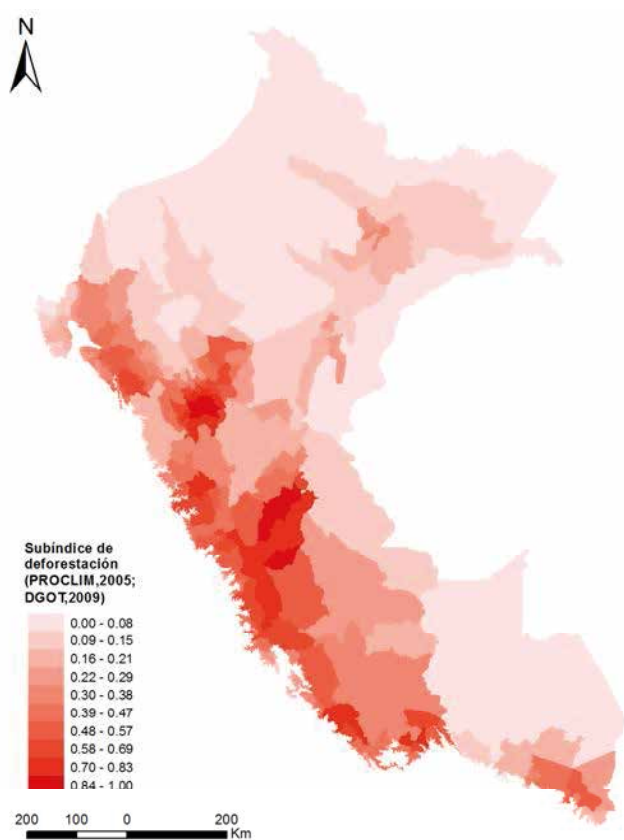 N
Subíndice de
deforestación
(PROCLIM,2005;
DGOT,2009)
0.00 - 0.08
0.09 - 0.15
0.16 - 0.21
0.22 - 0.29
0.30 - 0.38
0.39 - 0.47
0.48 - 0.57
0.58 - 0.69
0.70 - 0.83
0.84 - 1.00
200 100 0 200
Km